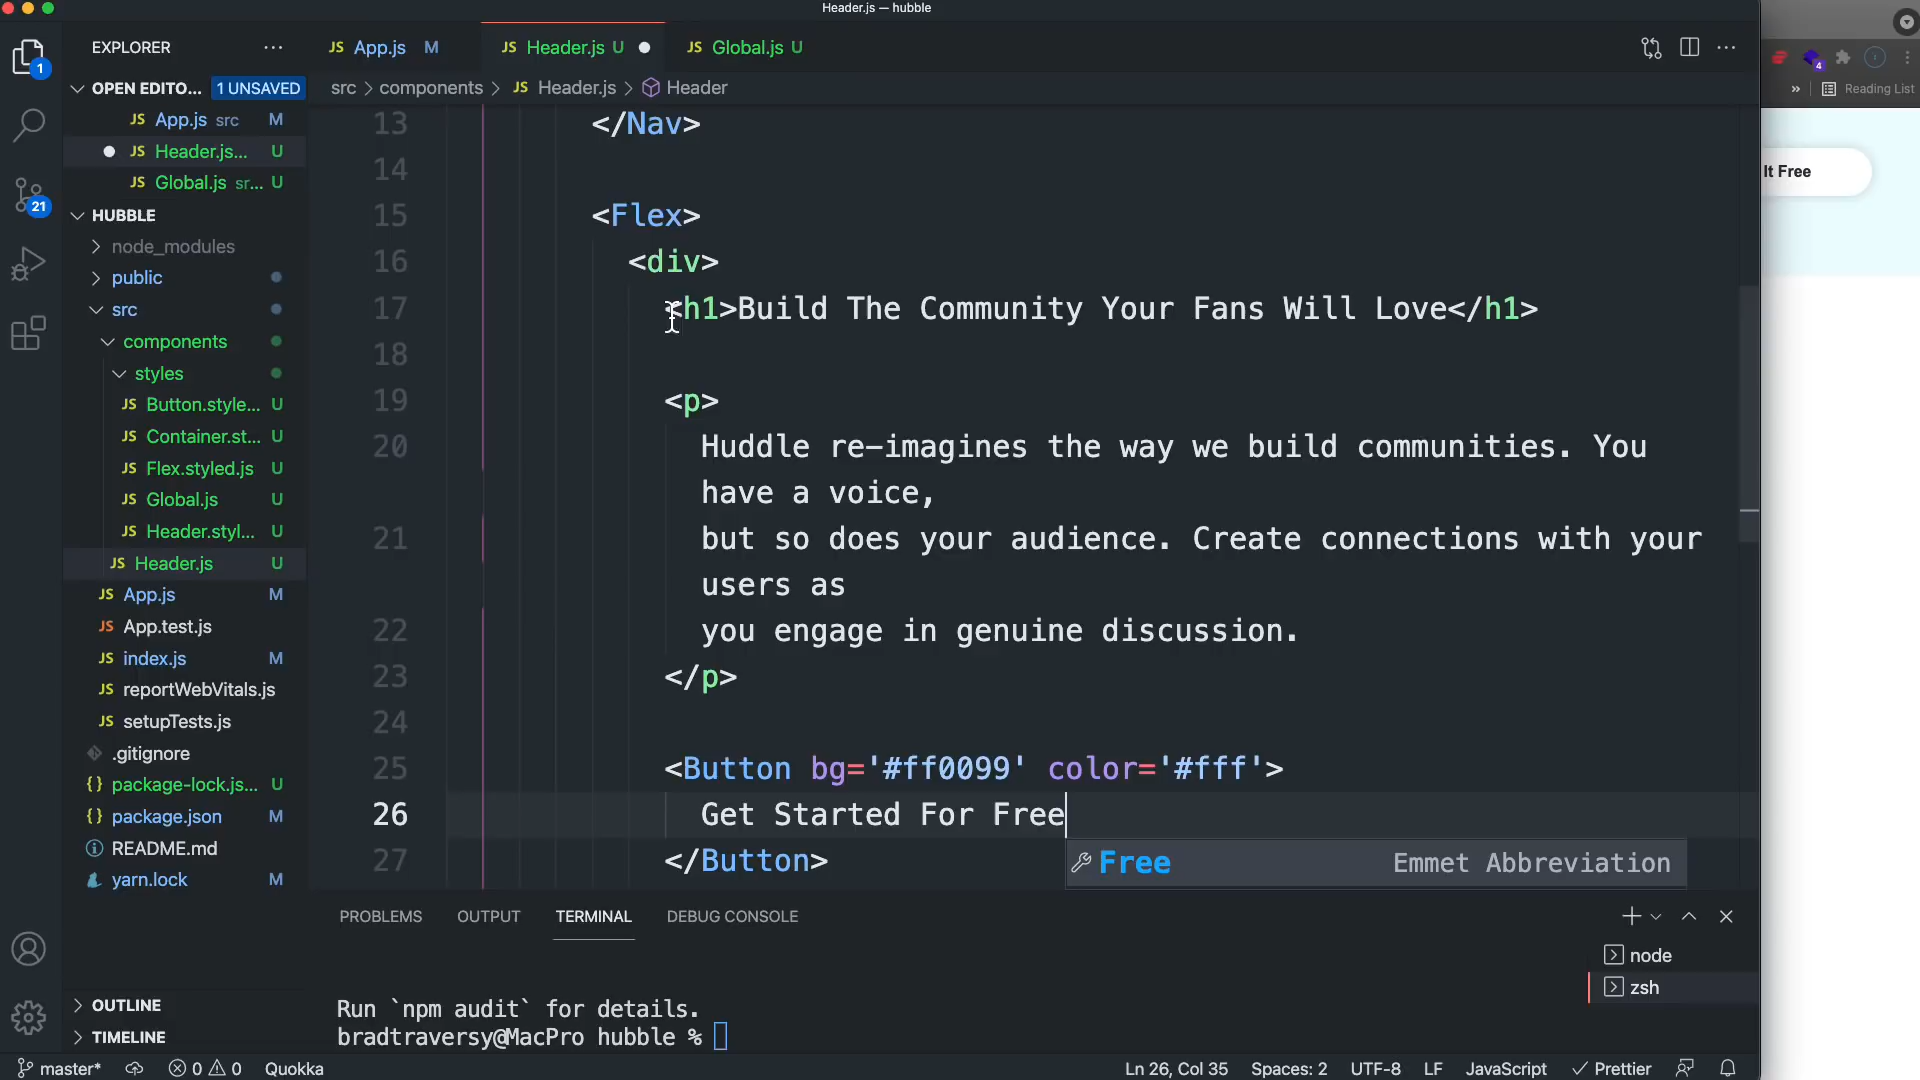 Header.js — hubble
EXPLORER
JS App.js M
JS Header.js U
JS Global.js U
OPEN EDITO... 1 UNSAVED
src > components > JS Header.js > Header
JS App.js src M
JS Header.js... U
JS Global.js sr... U
HUBBLE
node_modules
public
src
components
styles
JS Button.style... U
JS Container.st... U
JS Flex.styled.js U
JS Global.js U
JS Header.styl... U
JS Header.js U
JS App.js M
JS App.test.js
JS index.js M
JS reportWebVitals.js
JS setupTests.js
.gitignore
{} package-lock.js... U
{} package.json M
README.md
yarn.lock M
OUTLINE
TIMELINE
1
21
13 </Nav>
14
15 <Flex>
16 <div>
17 <h1>Build The Community Your Fans Will Love</h1>
18
19 <p>
20 Huddle re-imagines the way we build communities. You
have a voice,
21 but so does your audience. Create connections with your
users as
22 you engage in genuine discussion.
23 </p>
24
25 <Button bg='#ff0099' color='#fff'>
26 Get Started For Free
27 </Button>
Free Emmet Abbreviation
PROBLEMS OUTPUT TERMINAL DEBUG CONSOLE
node
zsh
Run `npm audit` for details.
bradtraversy@MacPro hubble %
master* 0 0 Quokka
Ln 26, Col 35 Spaces: 2 UTF-8 LF JavaScript Prettier
4
» Reading List
It Free